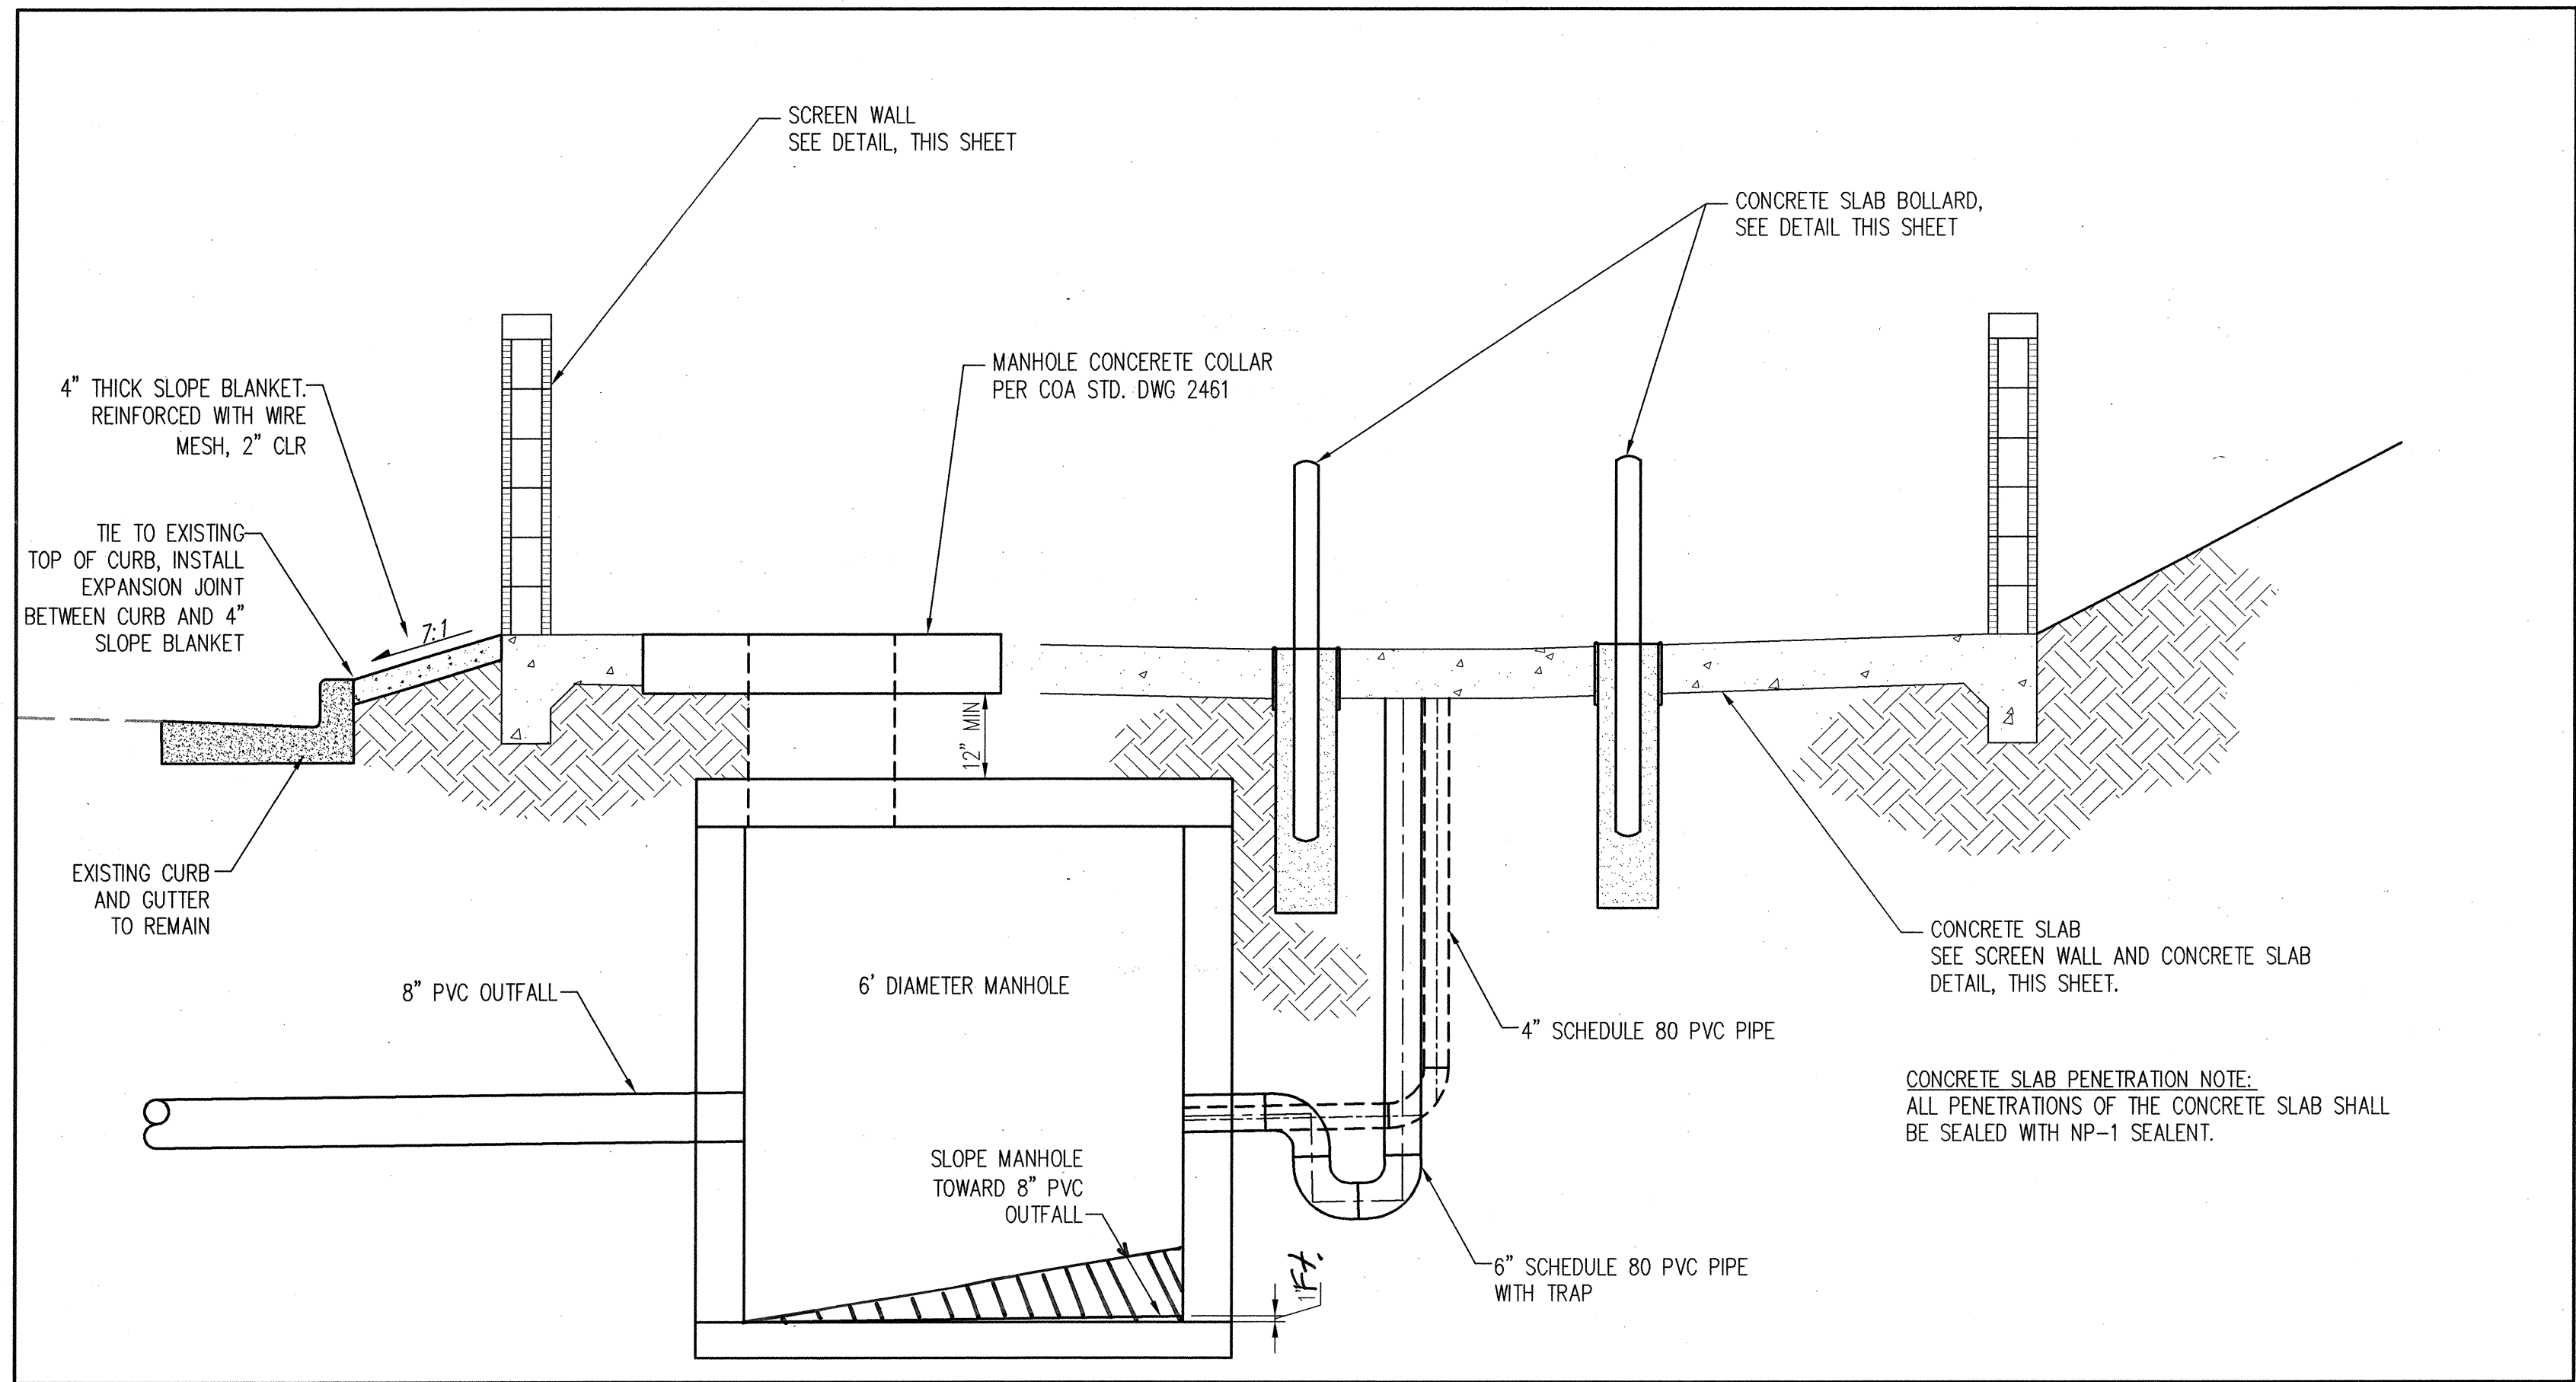 SCREEN WALL
SEE DETAIL, THIS SHEET
CONCRETE SLAB BOLLARD,
SEE DETAIL THIS SHEET
MANHOLE CONCERETE COLLAR
PER COA STD. DWG 2461
4" THICK SLOPE BLANKET.
REINFORCED WITH WIRE
MESH, 2" CLR
TIE TO EXISTING
TOP OF CURB, INSTALL
EXPANSION JOINT
BETWEEN CURB AND 4"
SLOPE BLANKET
7:1
12" MIN
EXISTING CURB
AND GUTTER
TO REMAIN
8" PVC OUTFALL
6' DIAMETER MANHOLE
CONCRETE SLAB
SEE SCREEN WALL AND CONCRETE SLAB
DETAIL, THIS SHEET.
4" SCHEDULE 80 PVC PIPE
CONCRETE SLAB PENETRATION NOTE:
ALL PENETRATIONS OF THE CONCRETE SLAB SHALL
BE SEALED WITH NP-1 SEALENT.
SLOPE MANHOLE
TOWARD 8" PVC
OUTFALL
6" SCHEDULE 80 PVC PIPE
WITH TRAP